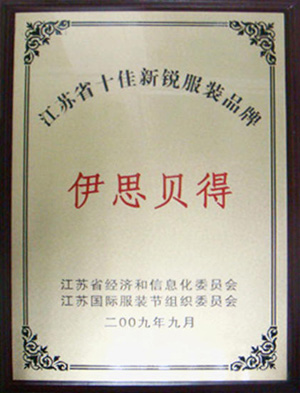 江苏省十佳新锐服装品牌
伊思贝得
江苏省经济和信息化委员会
江苏国际服装节组织委员会
二00九年九月